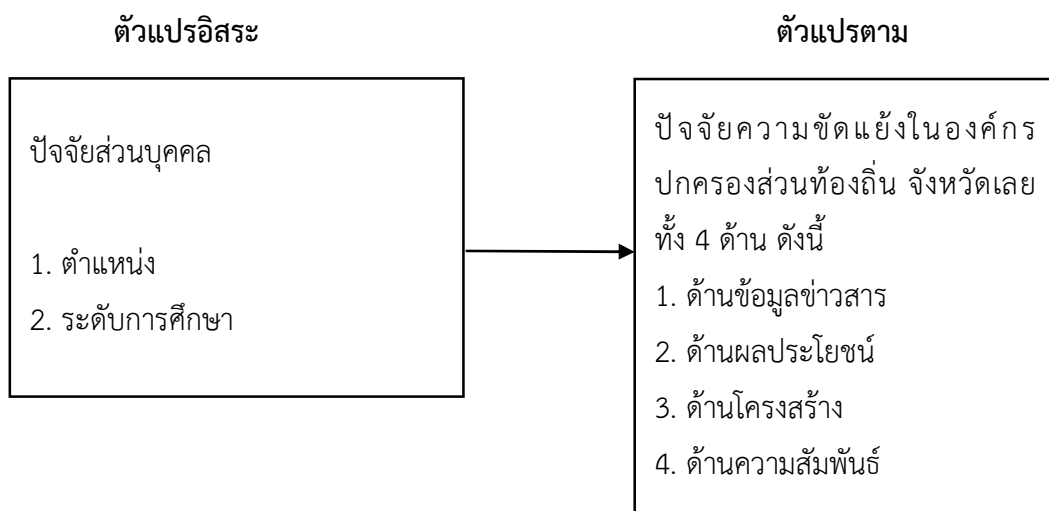 ตัวแปรอิสระ
ตัวแปรตาม
ปัจจัยส่วนบุคคล
1. ตำแหน่ง
2. ระดับการศึกษา
ปัจจัยความขัดแย้งในองค์กร
ปกครองส่วนท้องถิ่น จังหวัดเลย
ทั้ง 4 ด้าน ดังนี้
1. ด้านข้อมูลข่าวสาร
2. ด้านผลประโยชน์
3. ด้านโครงสร้าง
4. ด้านความสัมพันธ์